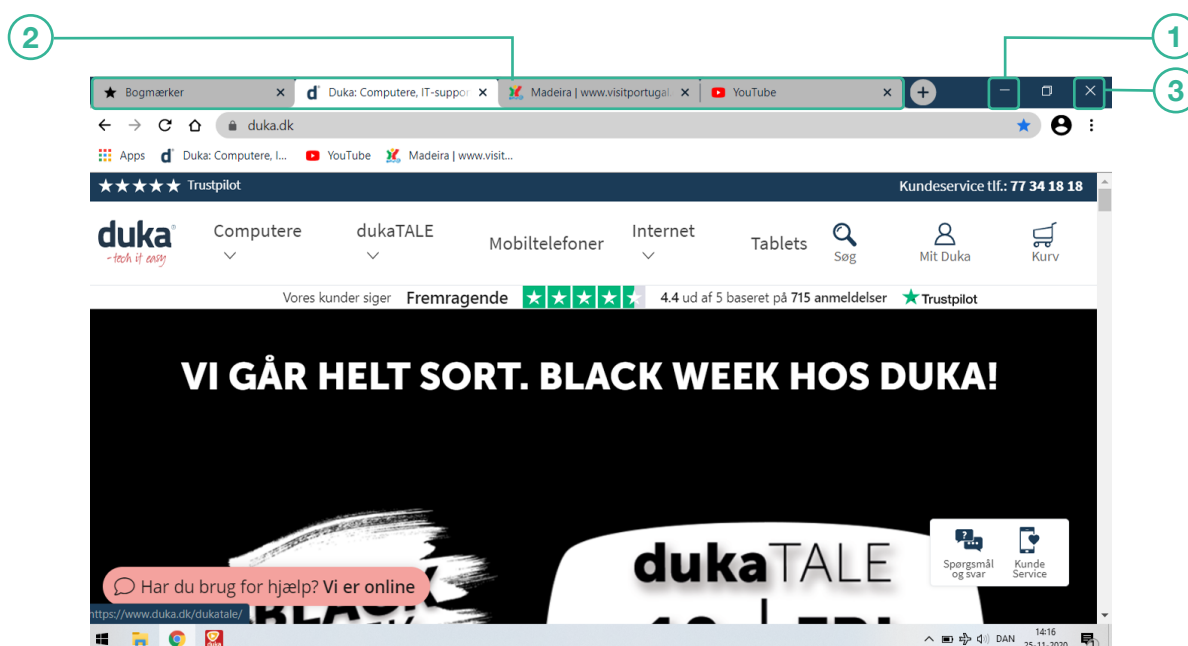 2
1
3
Bogmærker
Duka: Computere, IT-suppor
Madeira | www.visitportugal.
YouTube
duka.dk
Apps
Duka: Computere, I...
YouTube
Madeira | www.visit...
Trustpilot
Kundeservice tlf.: 77 34 18 18
duka
-tech it easy
Computere
dukaTALE
Mobiltelefoner
Internet
Tablets
Søg
Mit Duka
Kurv
Vores kunder siger Fremragende 4.4 ud af 5 baseret på 715 anmeldelser Trustpilot
VI GÅR HELT SORT. BLACK WEEK HOS DUKA!
dukaTALE
Spørgsmål
og svar
Kunde
Service
Har du brug for hjælp? Vi er online
https://www.duka.dk/dukatale/
BLACK
DAN
14:16
25-11-2020